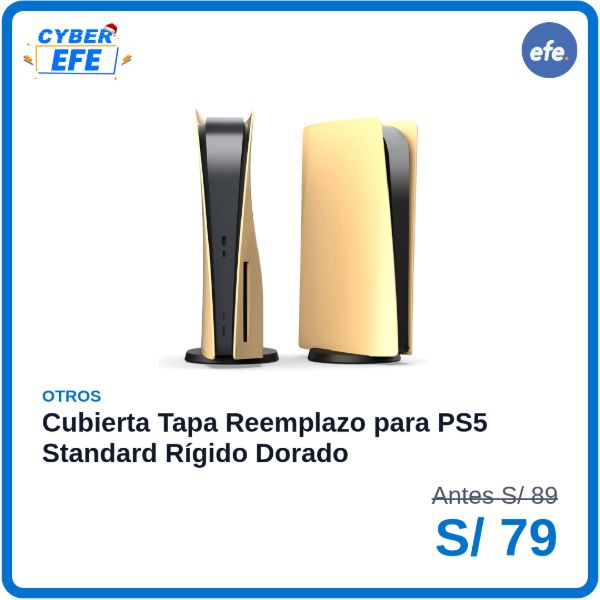 CYBER
EFE
efe.
OTROS
Cubierta Tapa Reemplazo para PS5
Standard Rígido Dorado
Antes S/ 89
S/ 79